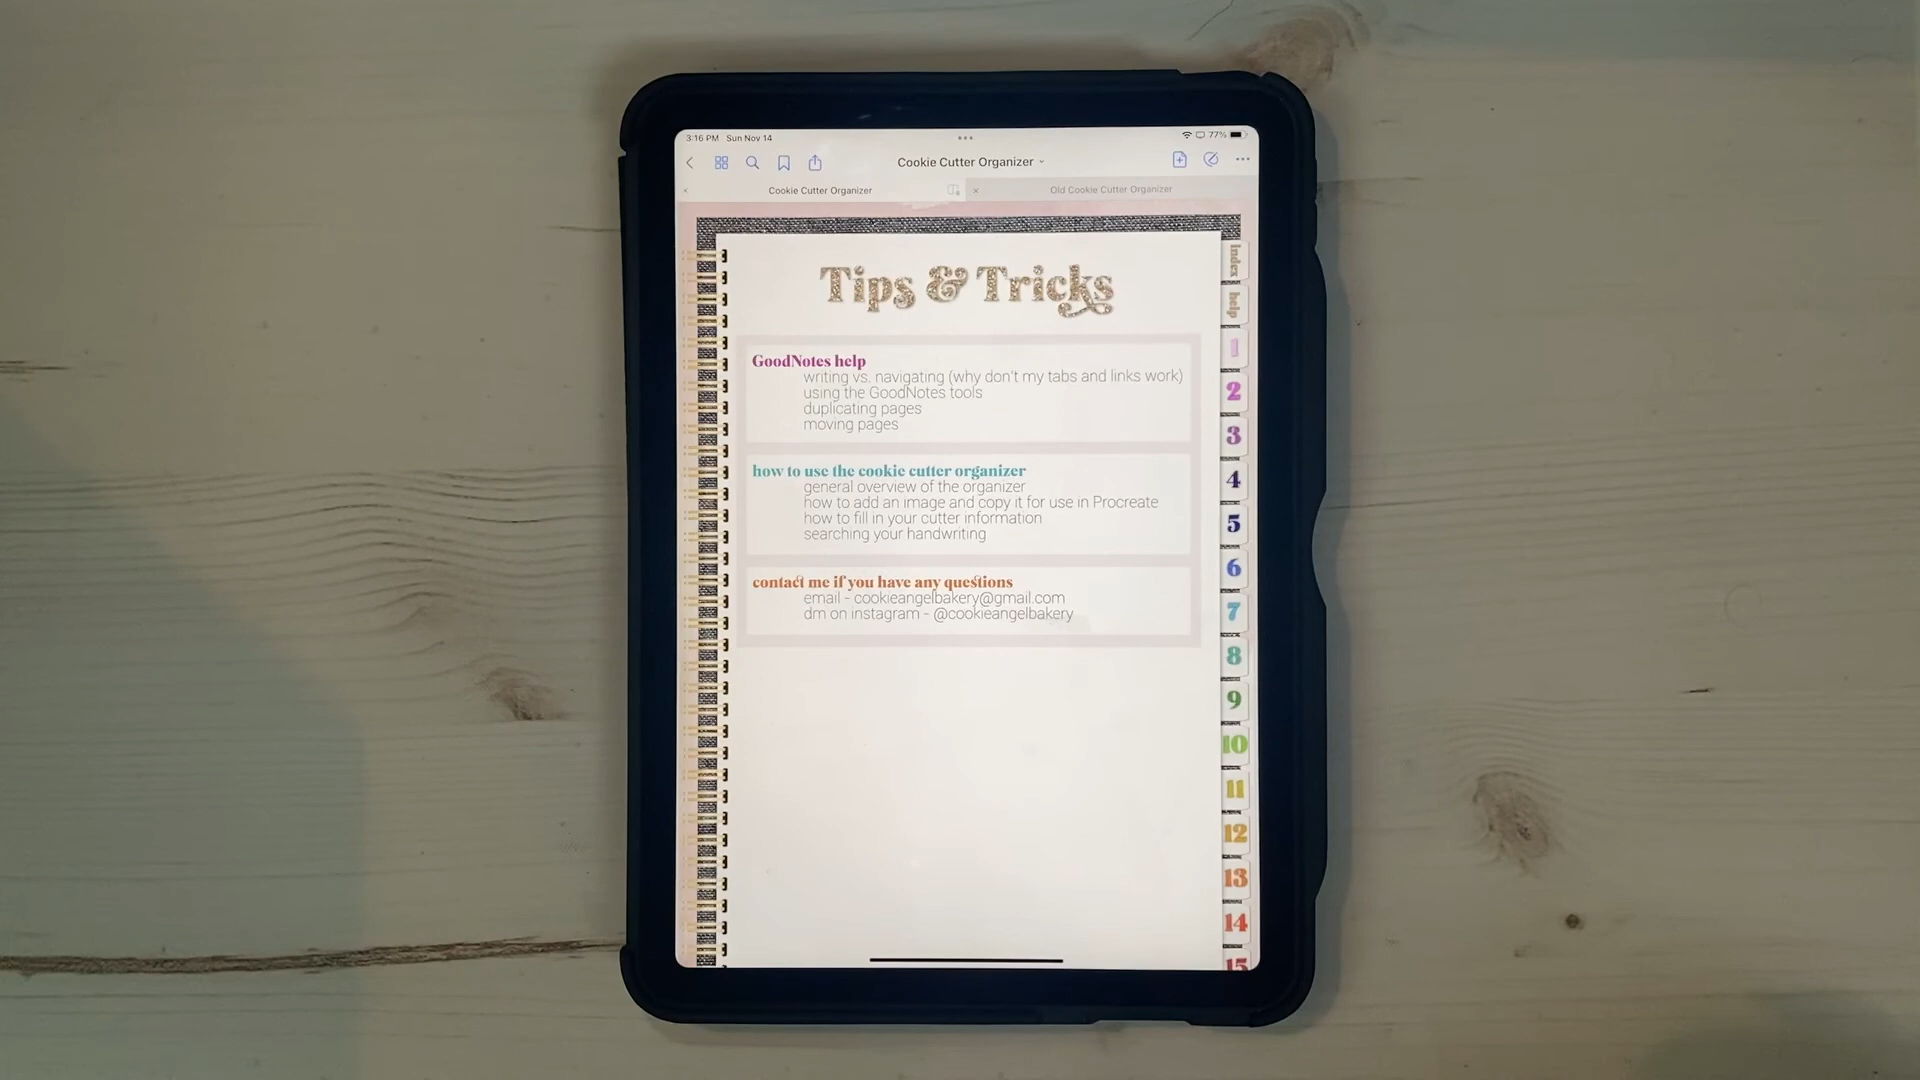 3:16 PM Sun Nov 14
77%
Cookie Cutter Organizer
Cookie Cutter Organizer
Old Cookie Cutter Organizer
Tips & Tricks
GoodNotes help
writing vs. navigating (why don't my tabs and links work)
using the GoodNotes tools
duplicating pages
moving pages
how to use the cookie cutter organizer
general overview of the organizer
how to add an image and copy it for use in Procreate
how to fill in your cutter information
searching your handwriting
contact me if you have any questions
email - cookieangelbakery@gmail.com
dm on instagram - @cookieangelbakery
index
help
1
2
3
4
5
6
7
8
9
10
11
12
13
14
15